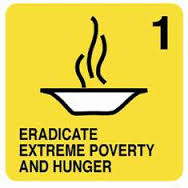 1
ERADICATE
EXTREME POVERTY
AND HUNGER